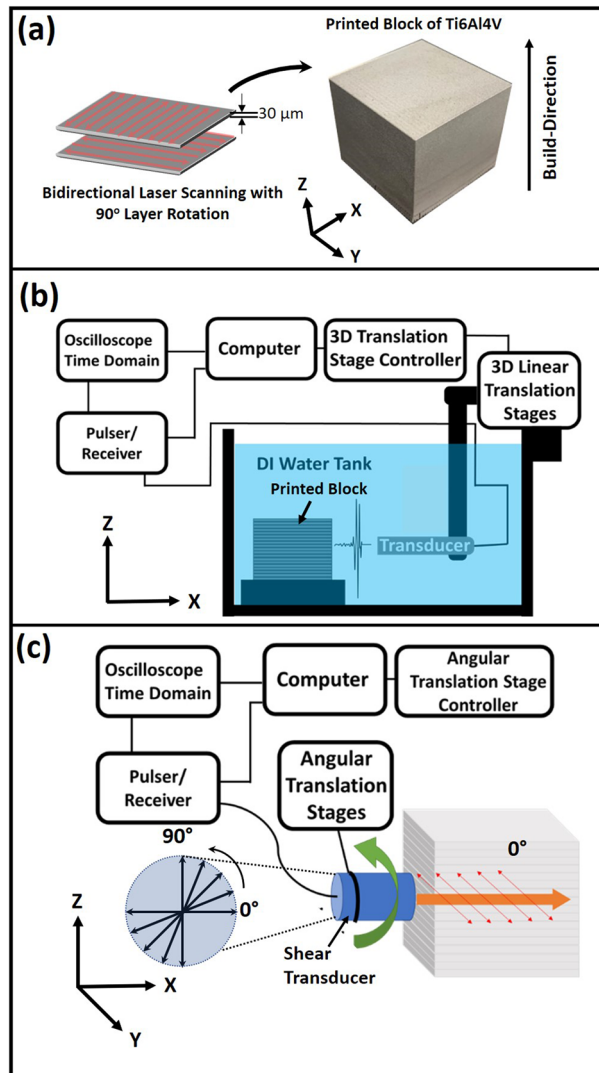 (a)
Printed Block of Ti6Al4V
30 μm
Build-Direction
Bidirectional Laser Scanning with
90° Layer Rotation
Z
X
Y
(b)
Oscilloscope
Time Domain
Computer
3D Translation
Stage Controller
3D Linear
Translation
Stages
Pulser/
Receiver
DI Water Tank
Printed Block
Transducer
Z
X
(c)
Oscilloscope
Time Domain
Computer
Angular
Translation Stage
Controller
Pulser/
Receiver
Angular
Translation
Stages
90°
0°
0°
Shear
Transducer
Z
X
Y